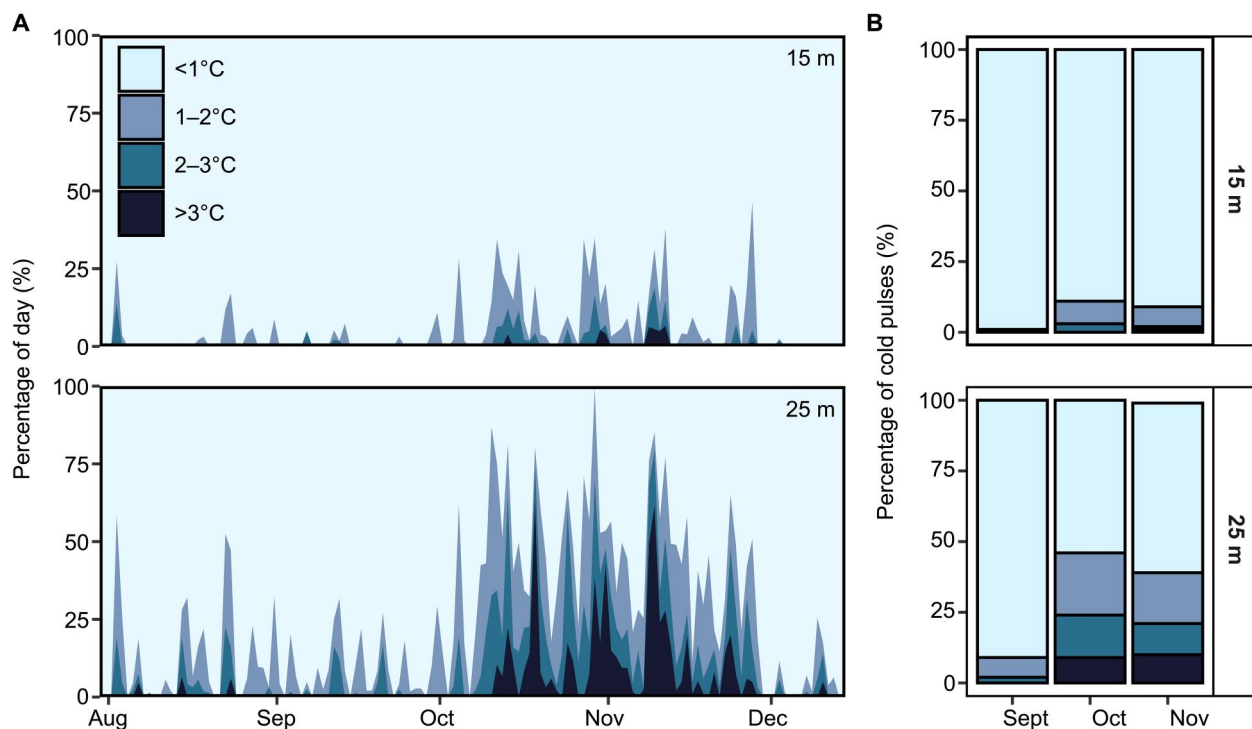 A
Percentage of day (%)
100
75
50
25
0
<1°C
1–2°C
2–3°C
>3°C
15 m
100
75
50
25
0
25 m
Aug
Sep
Oct
Nov
Dec
B
Percentage of cold pulses (%)
100
75
50
25
0
15 m
100
75
50
25
0
25 m
Sept
Oct
Nov